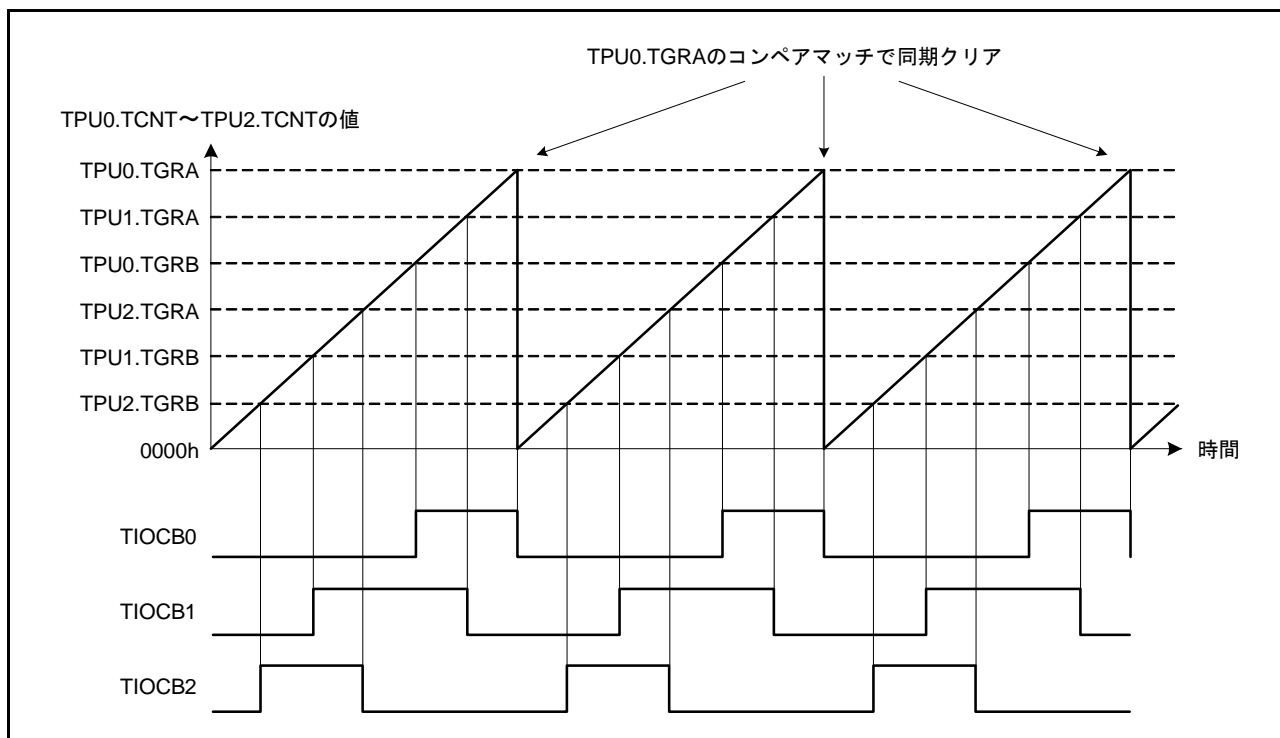 TPU0.TGRAのコンペアマッチで同期クリア
TPU0.TCNT～TPU2.TCNTの値
TPU0.TGRA
TPU1.TGRA
TPU0.TGRB
TPU2.TGRA
TPU1.TGRB
TPU2.TGRB
0000h
時間
TIOCB0
TIOCB1
TIOCB2